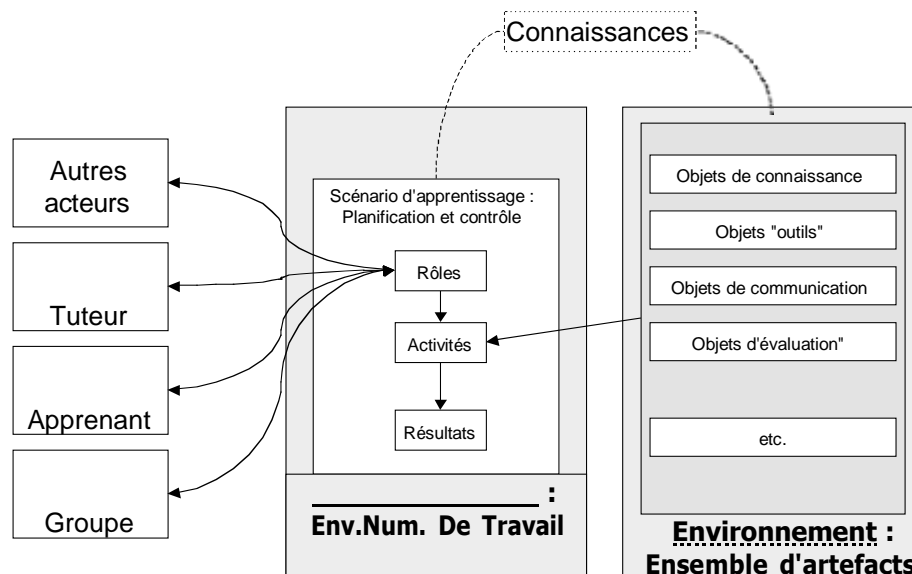 Connaissances
Autres
acteurs
Tuteur
Apprenant
Groupe
Scénario d'apprentissage :
Planification et contrôle
Rôles
Activités
Résultats
:
Env.Num. De Travail
Objets de connaissance
Objets "outils"
Objets de communication
Objets d'évaluation"
etc.
Environnement :
Ensemble d'artefacts